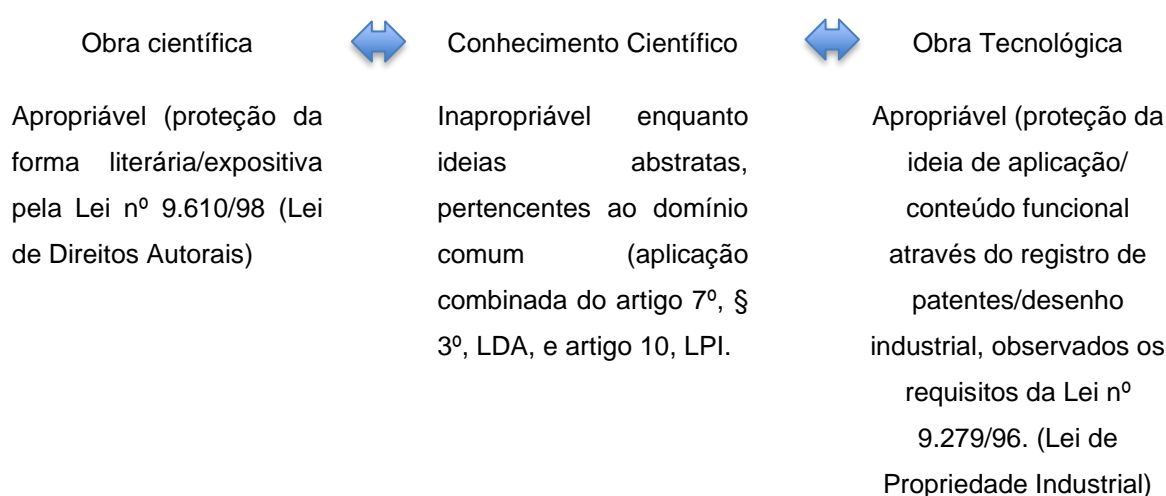 Obra científica
Conhecimento Científico
Obra Tecnológica
Apropriável (proteção da
forma literária/expositiva
pela Lei nº 9.610/98 (Lei
de Direitos Autorais)
Inapropriável enquanto
ideias abstratas,
pertencentes ao domínio
comum (aplicação
combinada do artigo 7º, §
3º, LDA, e artigo 10, LPI.
Apropriável (proteção da
ideia de aplicação/
conteúdo funcional
através do registro de
patentes/desenho
industrial, observados os
requisitos da Lei nº
9.279/96. (Lei de
Propriedade Industrial)